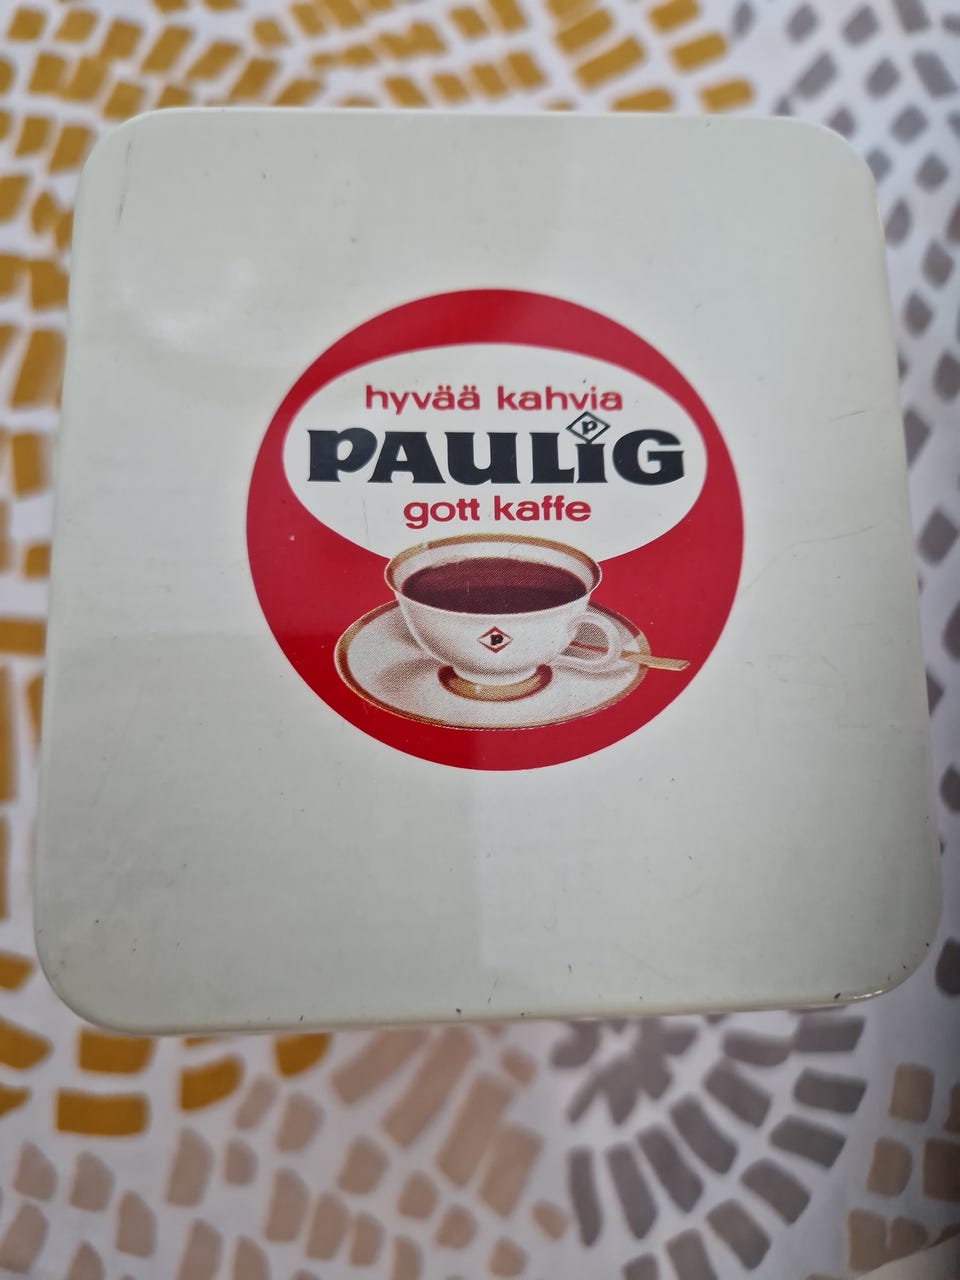 hyvää kahvia
P
PAULiG
gott kaffe
P